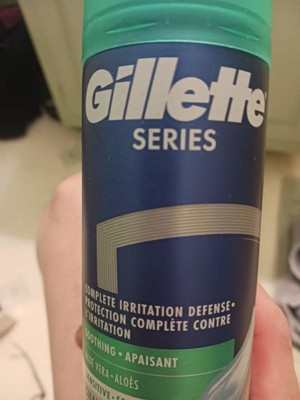 Gillette
SERIES
COMPLETE IRRITATION DEFENSE•
PROTECTION COMPLÈTE CONTRE
L'IRRITATION
SOOTHING • APAISANT
ALOE VERA • ALOÈS